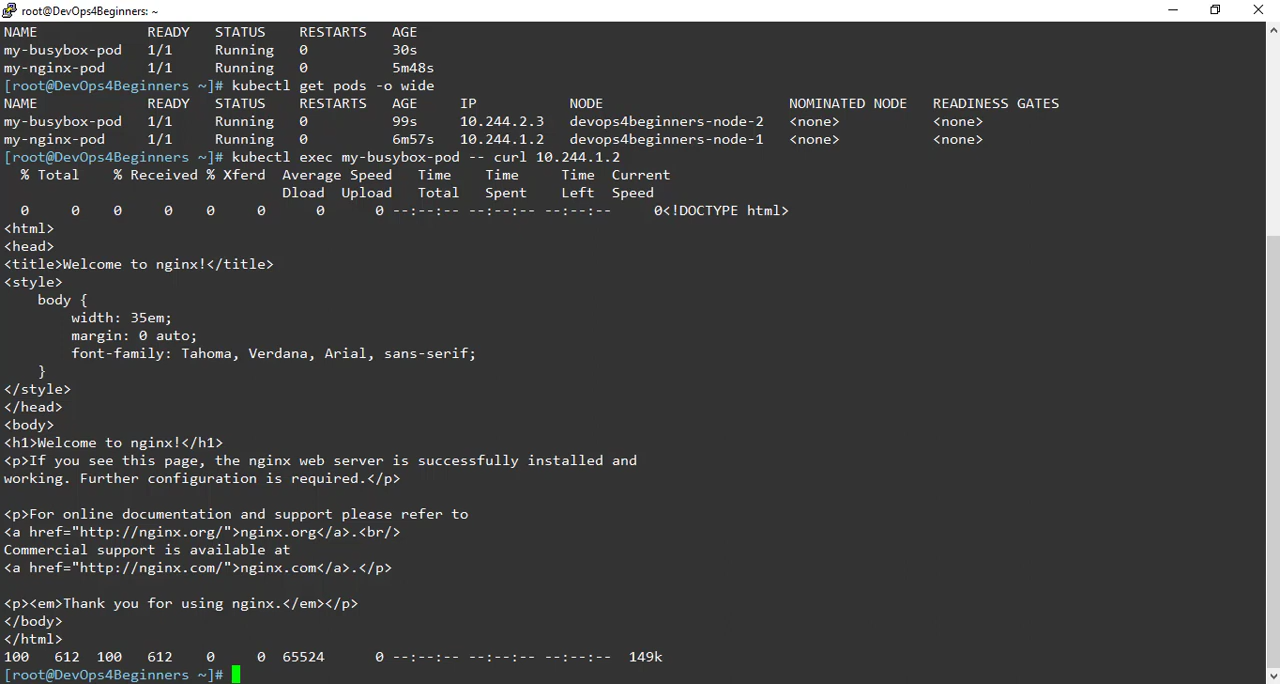 root@DevOps4Beginners: ~
NAME READY STATUS RESTARTS AGE
my-busybox-pod 1/1 Running 0 30s
my-nginx-pod 1/1 Running 0 5m48s
[root@DevOps4Beginners ~]# kubectl get pods -o wide
NAME READY STATUS RESTARTS AGE IP NODE NOMINATED NODE READINESS GATES
my-busybox-pod 1/1 Running 0 99s 10.244.2.3 devops4beginners-node-2 <none> <none>
my-nginx-pod 1/1 Running 0 6m57s 10.244.1.2 devops4beginners-node-1 <none> <none>
[root@DevOps4Beginners ~]# kubectl exec my-busybox-pod -- curl 10.244.1.2
% Total % Received % Xferd Average Speed Time Time Time Current
Dload Upload Total Spent Left Speed
0 0 0 0 0 0 0 0 --:--:-- --:--:-- --:--:-- 0<!DOCTYPE html>
<html>
<head>
<title>Welcome to nginx!</title>
<style>
body {
width: 35em;
margin: 0 auto;
font-family: Tahoma, Verdana, Arial, sans-serif;
}
</style>
</head>
<body>
<h1>Welcome to nginx!</h1>
<p>If you see this page, the nginx web server is successfully installed and
working. Further configuration is required.</p>
<p>For online documentation and support please refer to
<a href="http://nginx.org/">nginx.org</a>.<br/>
Commercial support is available at
<a href="http://nginx.com/">nginx.com</a>.</p>
<p><em>Thank you for using nginx.</em></p>
</body>
</html>
100 612 100 612 0 0 65524 0 --:--:-- --:--:-- --:--:-- 149k
[root@DevOps4Beginners ~]#